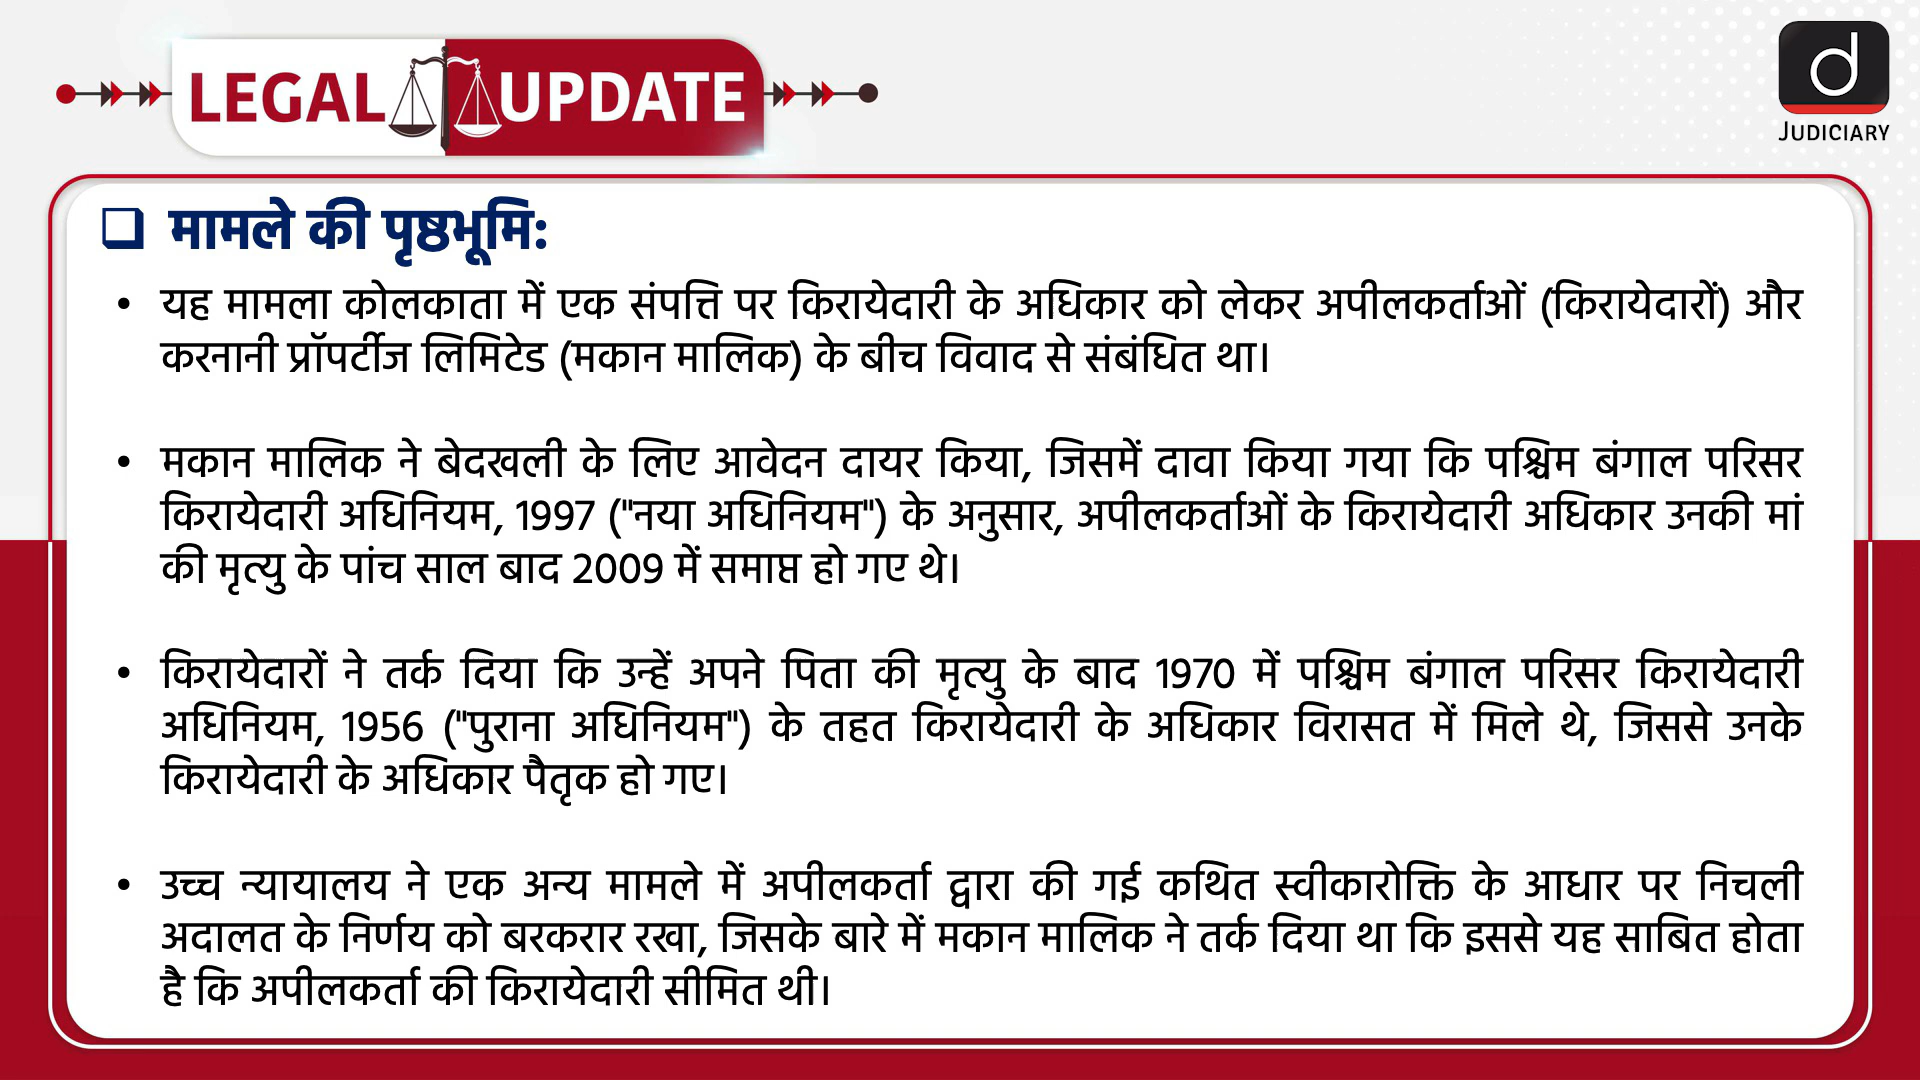 LEGAL UPDATE
d
JUDICIARY
❑ मामले की पृष्ठभूमि:
• यह मामला कोलकाता में एक संपत्ति पर किरायेदारी के अधिकार को लेकर अपीलकर्ताओं (किरायेदारों) और
करनानी प्रॉपर्टीज लिमिटेड (मकान मालिक) के बीच विवाद से संबंधित था।
• मकान मालिक ने बेदखली के लिए आवेदन दायर किया, जिसमें दावा किया गया कि पश्चिम बंगाल परिसर
किरायेदारी अधिनियम, 1997 ("नया अधिनियम") के अनुसार, अपीलकर्ताओं के किरायेदारी अधिकार उनकी मां
की मृत्यु के पांच साल बाद 2009 में समाप्त हो गए थे।
• किरायेदारों ने तर्क दिया कि उन्हें अपने पिता की मृत्यु के बाद 1970 में पश्चिम बंगाल परिसर किरायेदारी
अधिनियम, 1956 ("पुराना अधिनियम") के तहत किरायेदारी के अधिकार विरासत में मिले थे, जिससे उनके
किरायेदारी के अधिकार पैतृक हो गए।
• उच्च न्यायालय ने एक अन्य मामले में अपीलकर्ता द्वारा की गई कथित स्वीकारोक्ति के आधार पर निचली
अदालत के निर्णय को बरकरार रखा, जिसके बारे में मकान मालिक ने तर्क दिया था कि इससे यह साबित होता
है कि अपीलकर्ता की किरायेदारी सीमित थी।